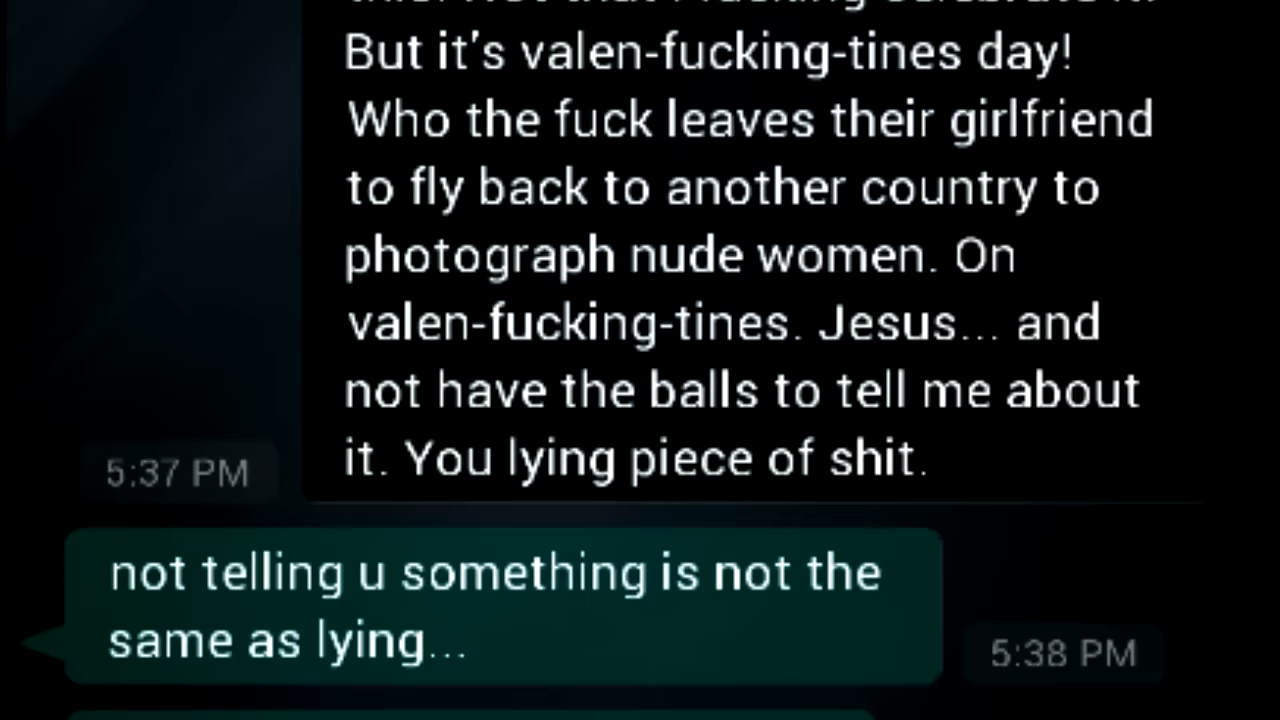 But it's valen-fucking-tines day!
Who the fuck leaves their girlfriend
to fly back to another country to
photograph nude women. On
valen-fucking-tines. Jesus... and
not have the balls to tell me about
it. You lying piece of shit.
5:37 PM
not telling u something is not the
same as lying...
5:38 PM